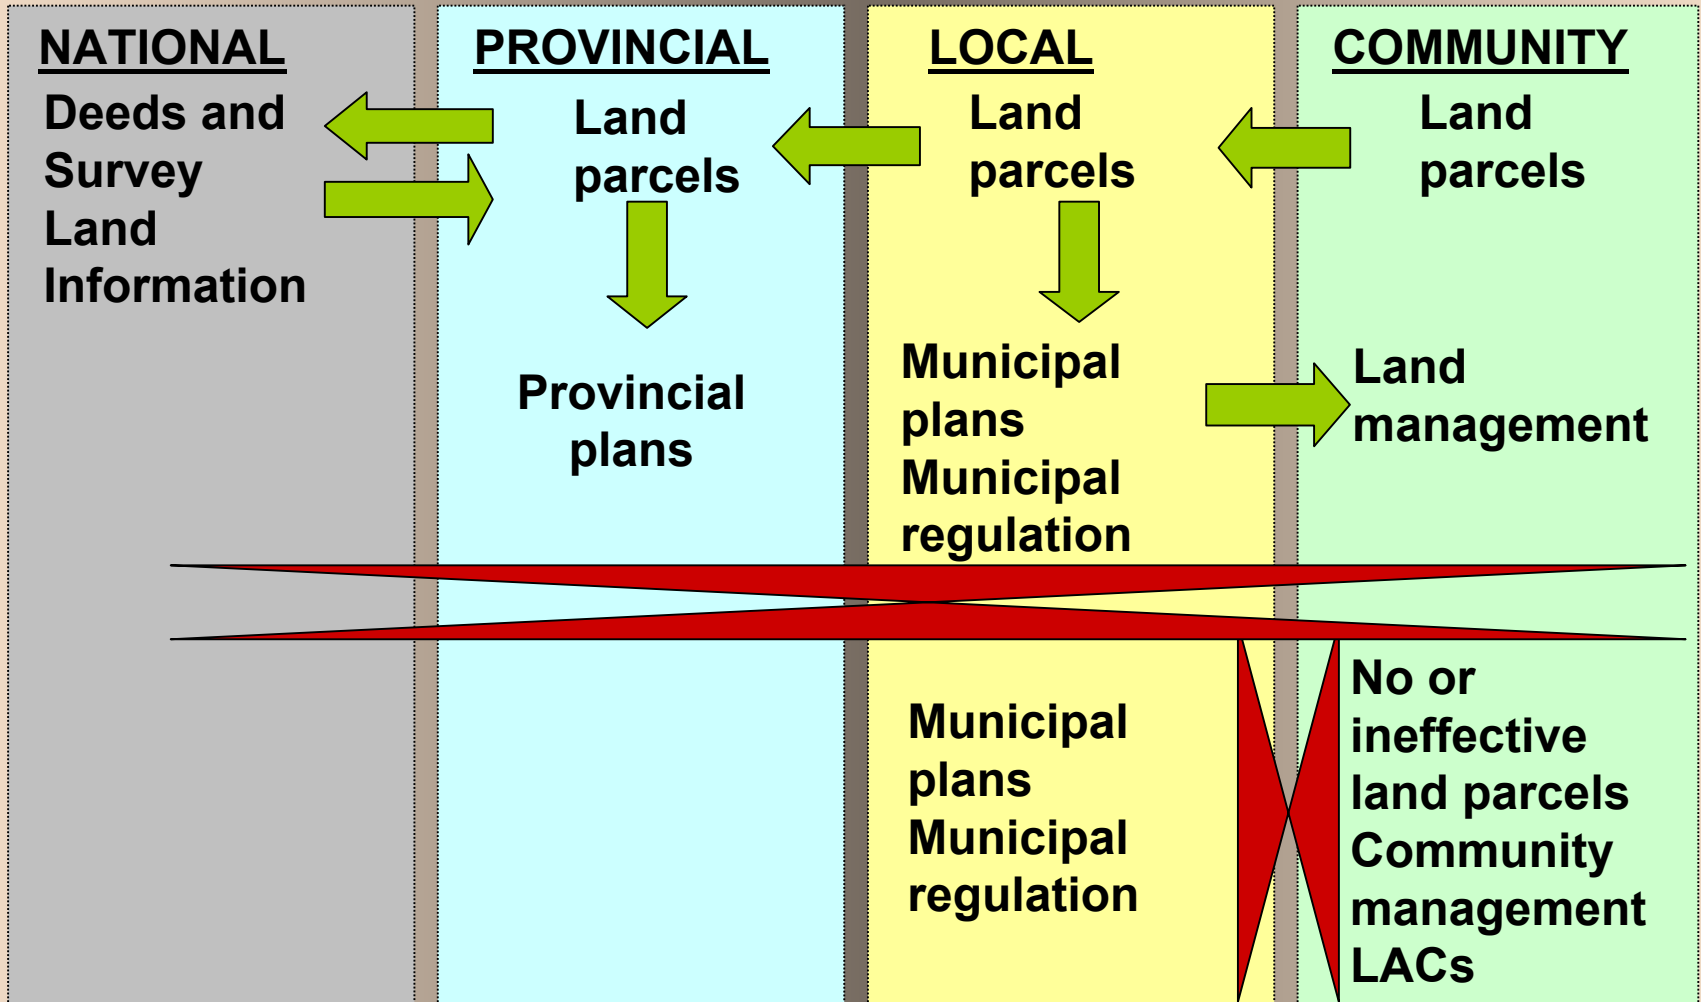 NATIONAL
Deeds and
Survey
Land
Information
PROVINCIAL
Land
parcels
Provincial
plans
LOCAL
Land
parcels
Municipal
plans
Municipal
regulation
Municipal
plans
Municipal
regulation
COMMUNITY
Land
parcels
Land
management
No or
ineffective
land parcels
Community
management
LACs